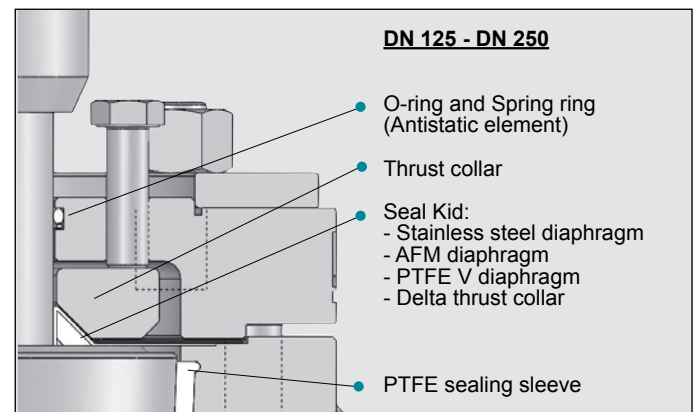 DN 125 - DN 250
O-ring and Spring ring
(Antistatic element)
Thrust collar
Seal Kid:
- Stainless steel diaphragm
- AFM diaphragm
- PTFE V diaphragm
- Delta thrust collar
PTFE sealing sleeve